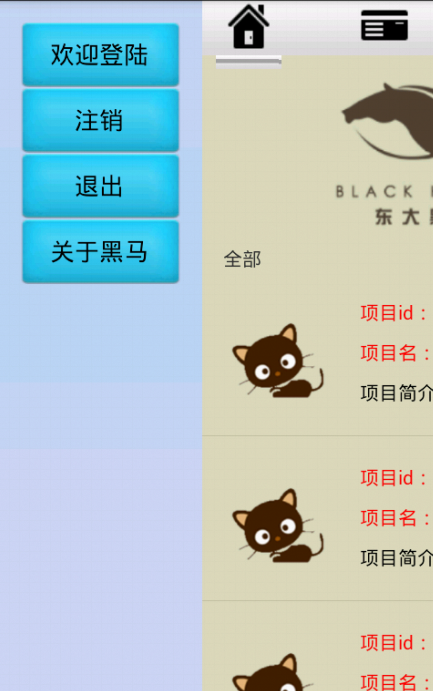 欢迎登陆
注销
退出
关于黑马
BLACK
东大
全部
项目id：
项目名：
项目简介
项目id：
项目名：
项目简介
项目id：
项目名：